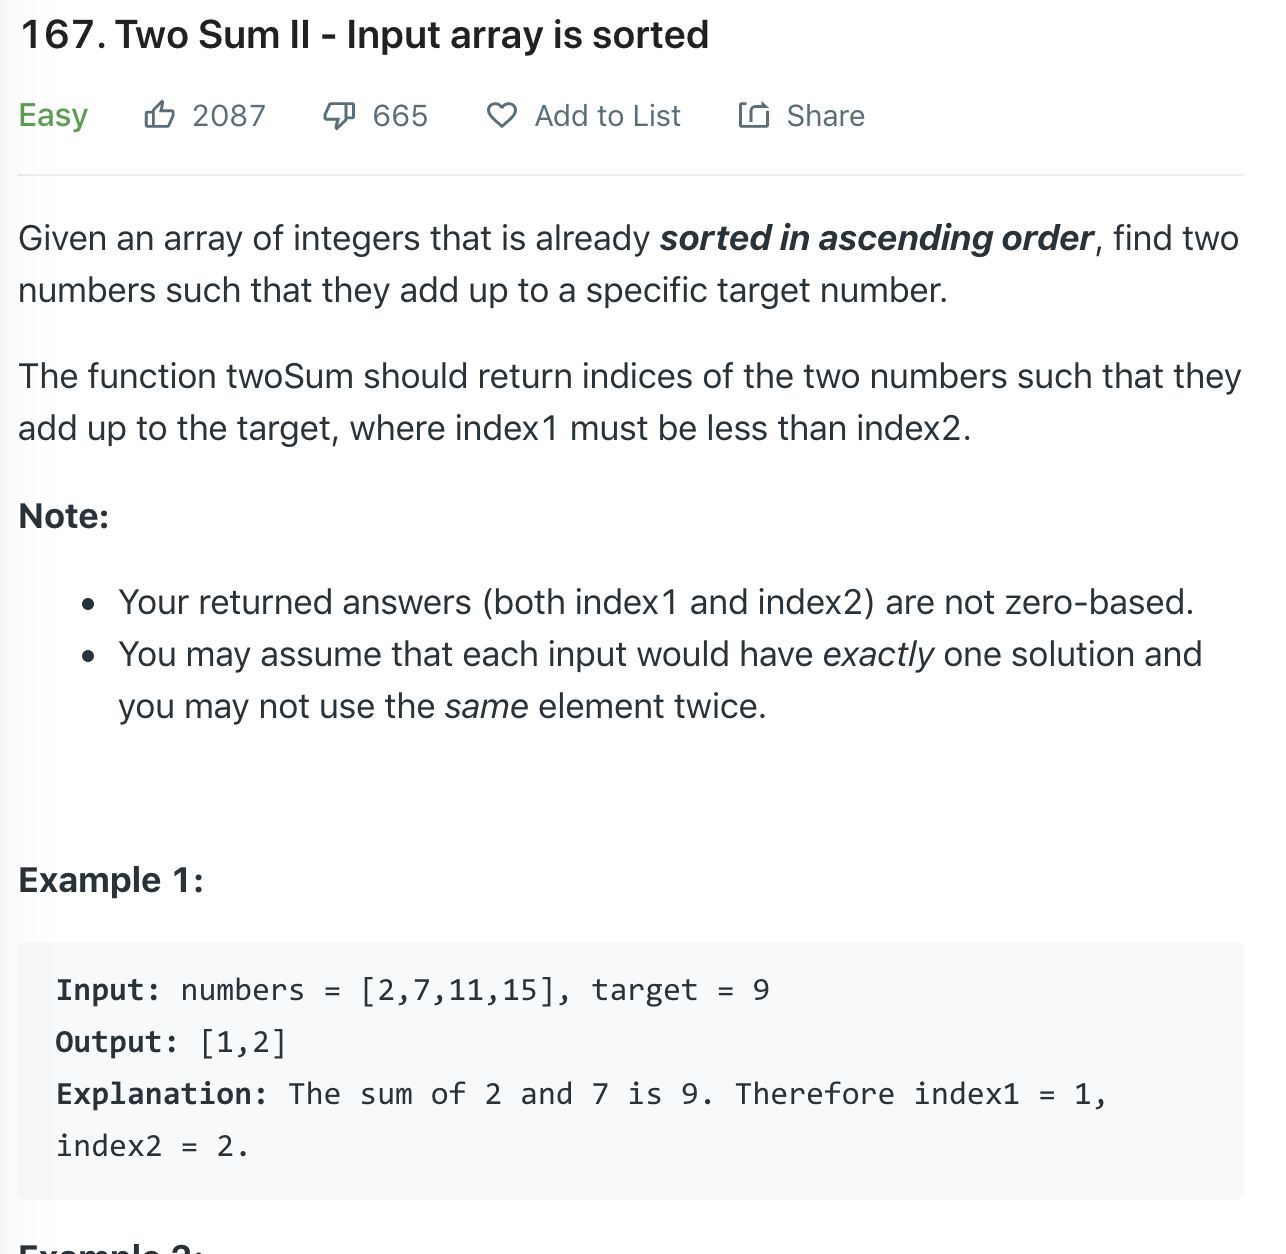 167. Two Sum II - Input array is sorted
Easy 2087 665 Add to List Share
Given an array of integers that is already sorted in ascending order, find two
numbers such that they add up to a specific target number.
The function twoSum should return indices of the two numbers such that they
add up to the target, where index1 must be less than index2.
Note:
• Your returned answers (both index1 and index2) are not zero-based.
• You may assume that each input would have exactly one solution and
you may not use the same element twice.
Example 1:
Input: numbers = [2,7,11,15], target = 9
Output: [1,2]
Explanation: The sum of 2 and 7 is 9. Therefore index1 = 1,
index2 = 2.
Example 2: